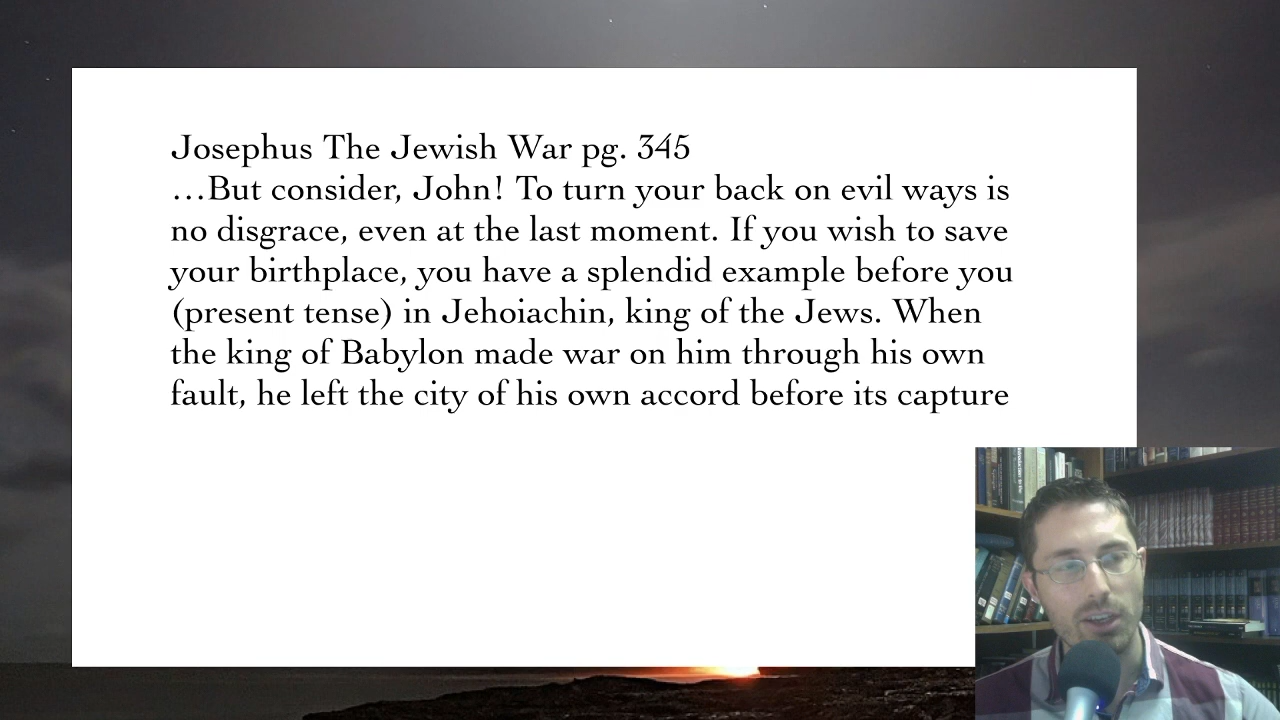 Josephus The Jewish War pg. 345
…But consider, John! To turn your back on evil ways is
no disgrace, even at the last moment. If you wish to save
your birthplace, you have a splendid example before you
(present tense) in Jehoiachin, king of the Jews. When
the king of Babylon made war on him through his own
fault, he left the city of his own accord before its capture